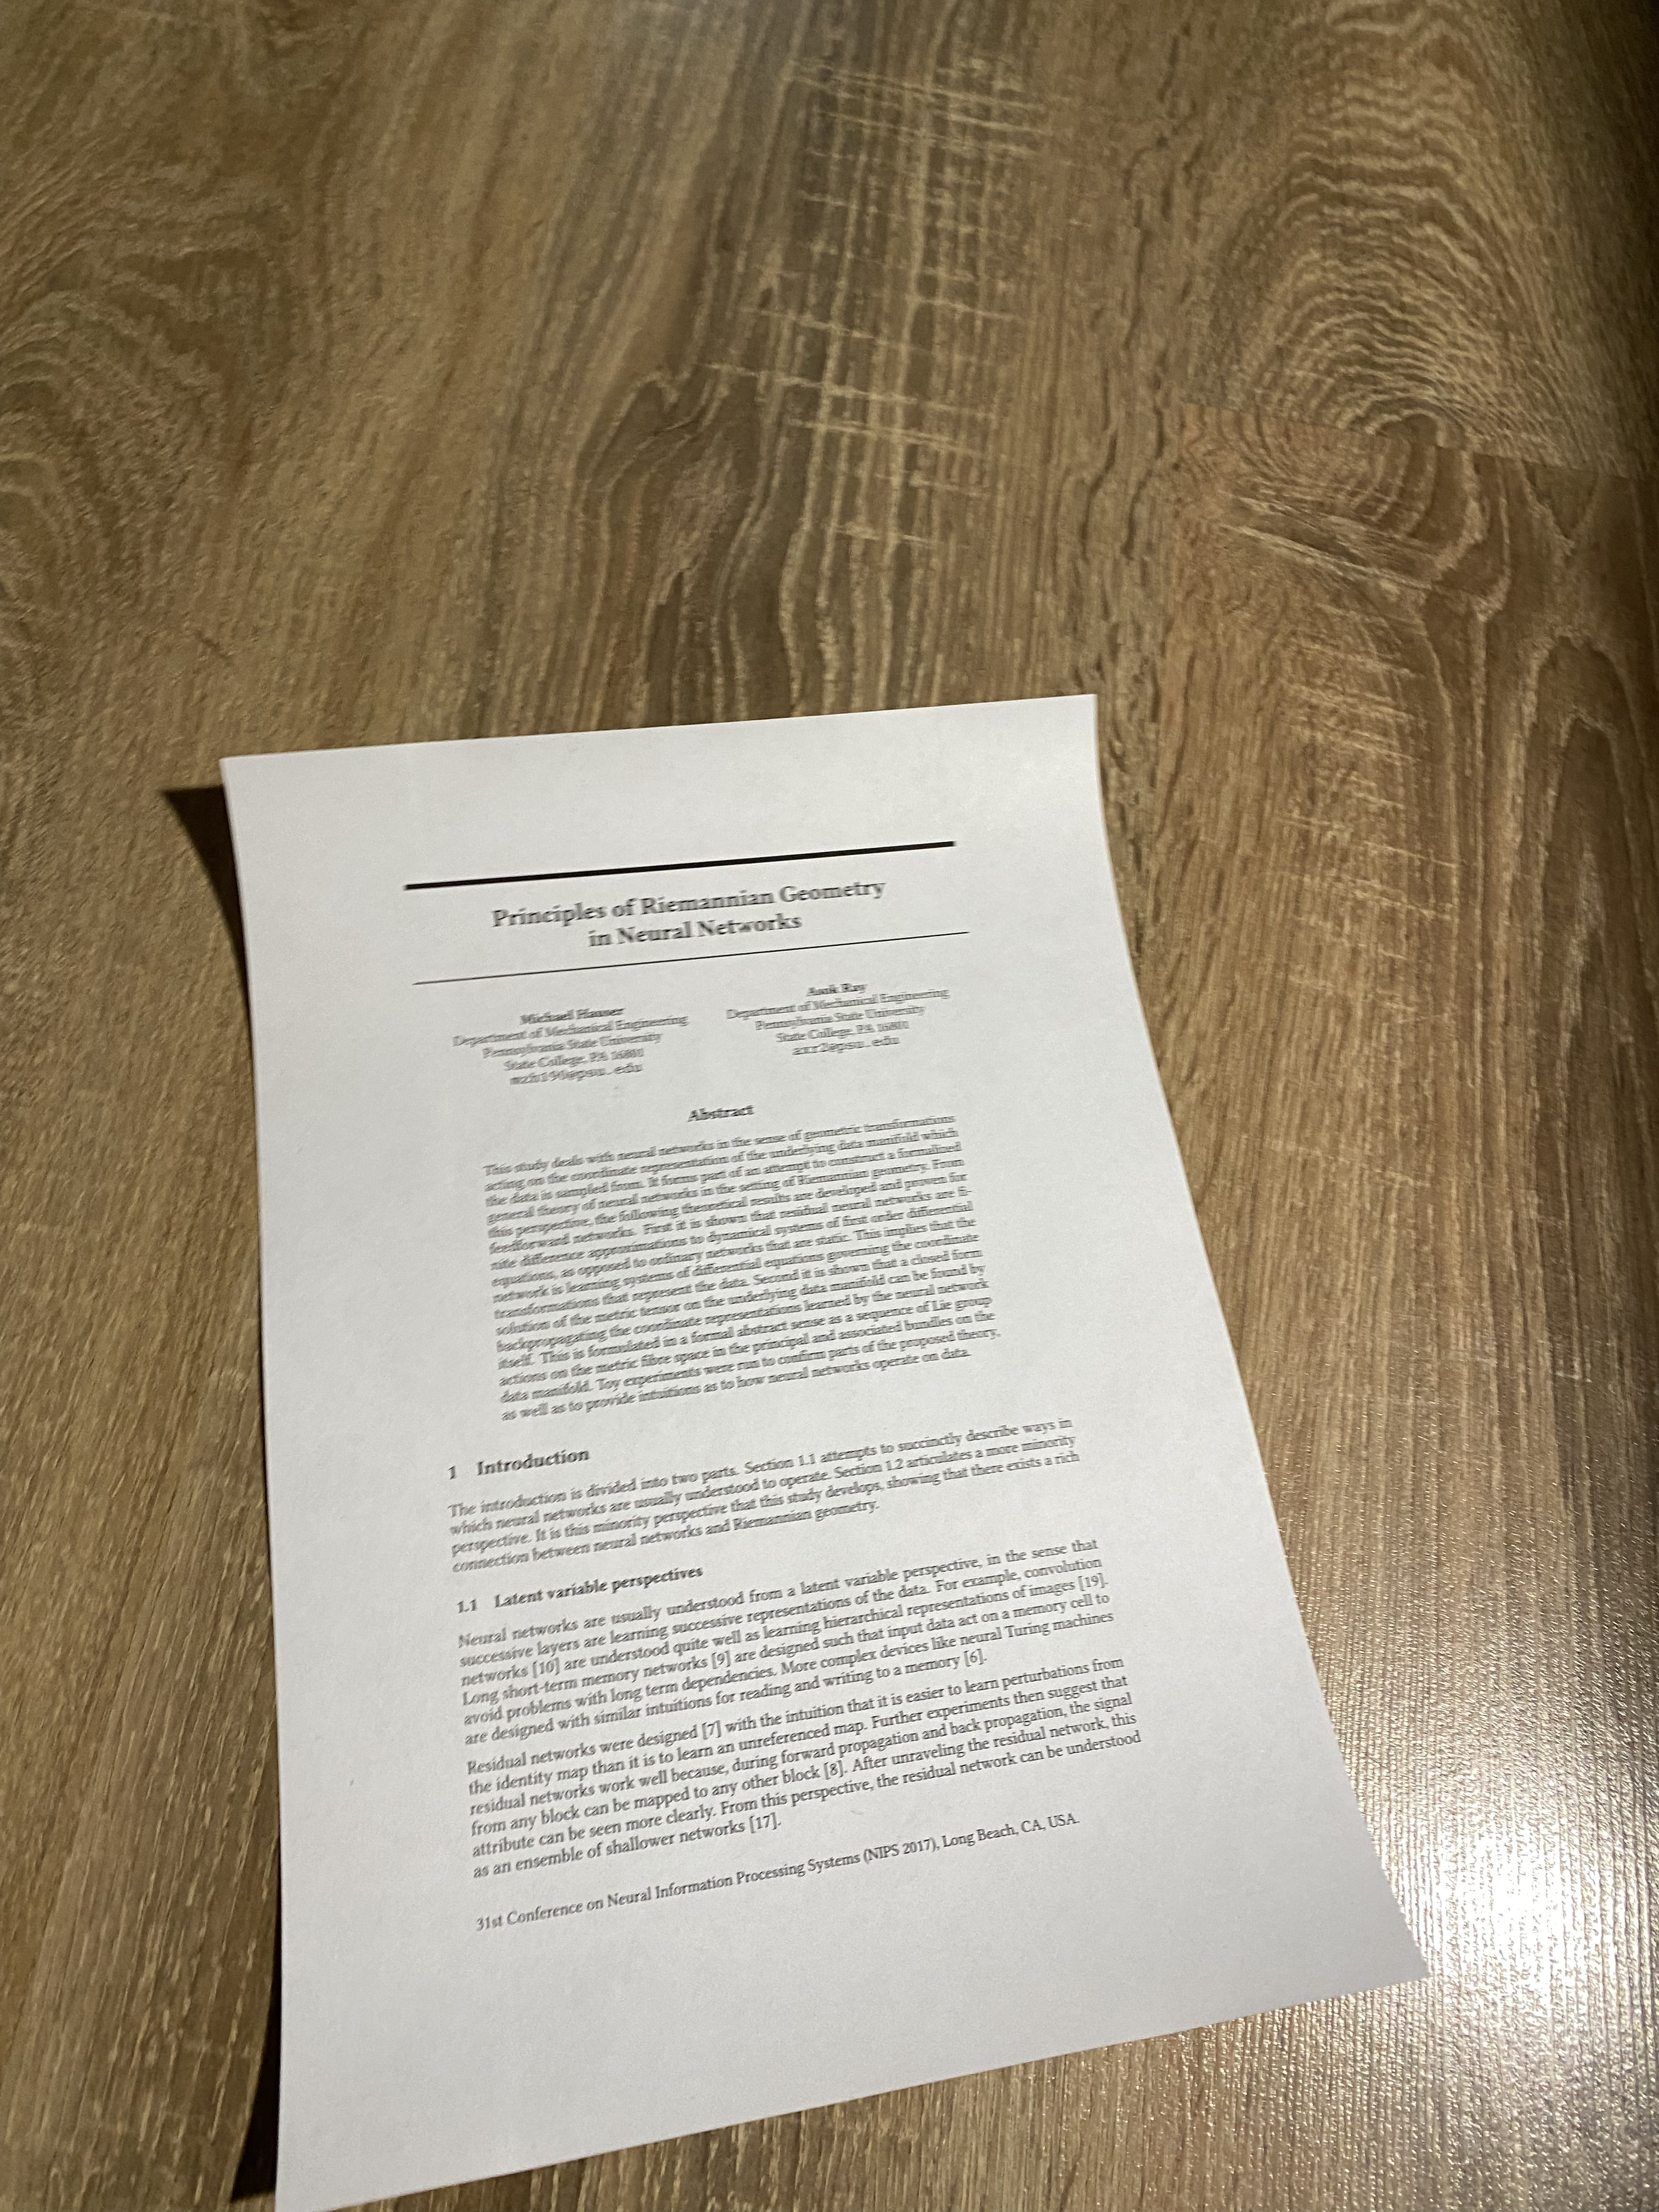 Principles of Riemannian Geometry
in Neural Networks
Michael Hauser
Department of Mechanical Engineering
Pennsylvania State University
State College, PA 16801
mzh190@psu.edu
Asok Ray
Department of Mechanical Engineering
Pennsylvania State University
State College, PA 16801
axr2@psu.edu
Abstract
This study deals with neural networks in the sense of geometric transformations
acting on the coordinate representation of the underlying data manifold which
the data is sampled from. It forms part of an attempt to construct a formalized
general theory of neural networks in the setting of Riemannian geometry. From
this perspective, the following theoretical results are developed and proven for
feedforward networks. First it is shown that residual neural networks are fi-
nite difference approximations to dynamical systems of first order differential
equations, as opposed to ordinary networks that are static. This implies that the
network is learning systems of differential equations governing the coordinate
transformations that represent the data. Second it is shown that a closed form
solution of the metric tensor on the underlying data manifold can be found by
backpropagating the coordinate representations learned by the neural network
itself. This is formulated in a formal abstract sense as a sequence of Lie group
actions on the metric fibre space in the principal and associated bundles on the
data manifold. Toy experiments were run to confirm parts of the proposed theory,
as well as to provide intuitions as to how neural networks operate on data.
1 Introduction
The introduction is divided into two parts. Section 1.1 attempts to succinctly describe ways in
which neural networks are usually understood to operate. Section 1.2 articulates a more minority
perspective. It is this minority perspective that this study develops, showing that there exists a rich
connection between neural networks and Riemannian geometry.
1.1 Latent variable perspectives
Neural networks are usually understood from a latent variable perspective, in the sense that
successive layers are learning successive representations of the data. For example, convolution
networks [10] are understood quite well as learning hierarchical representations of images [19].
Long short-term memory networks [9] are designed such that input data act on a memory cell to
avoid problems with long term dependencies. More complex devices like neural Turing machines
are designed with similar intuitions for reading and writing to a memory [6].
Residual networks were designed [7] with the intuition that it is easier to learn perturbations from
the identity map than it is to learn an unreferenced map. Further experiments then suggest that
residual networks work well because, during forward propagation and back propagation, the signal
from any block can be mapped to any other block [8]. After unraveling the residual network, this
attribute can be seen more clearly. From this perspective, the residual network can be understood
as an ensemble of shallower networks [17].
31st Conference on Neural Information Processing Systems (NIPS 2017), Long Beach, CA, USA.